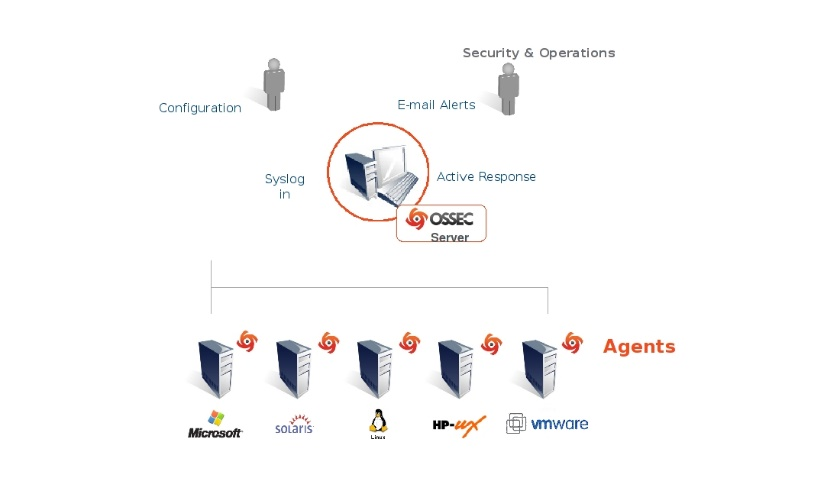 Security & Operations
Configuration
E-mail Alerts
Syslog
in
Active Response
OSSEC
Server
Agents
Microsoft
solaris
Linux
HP-UX
vmware